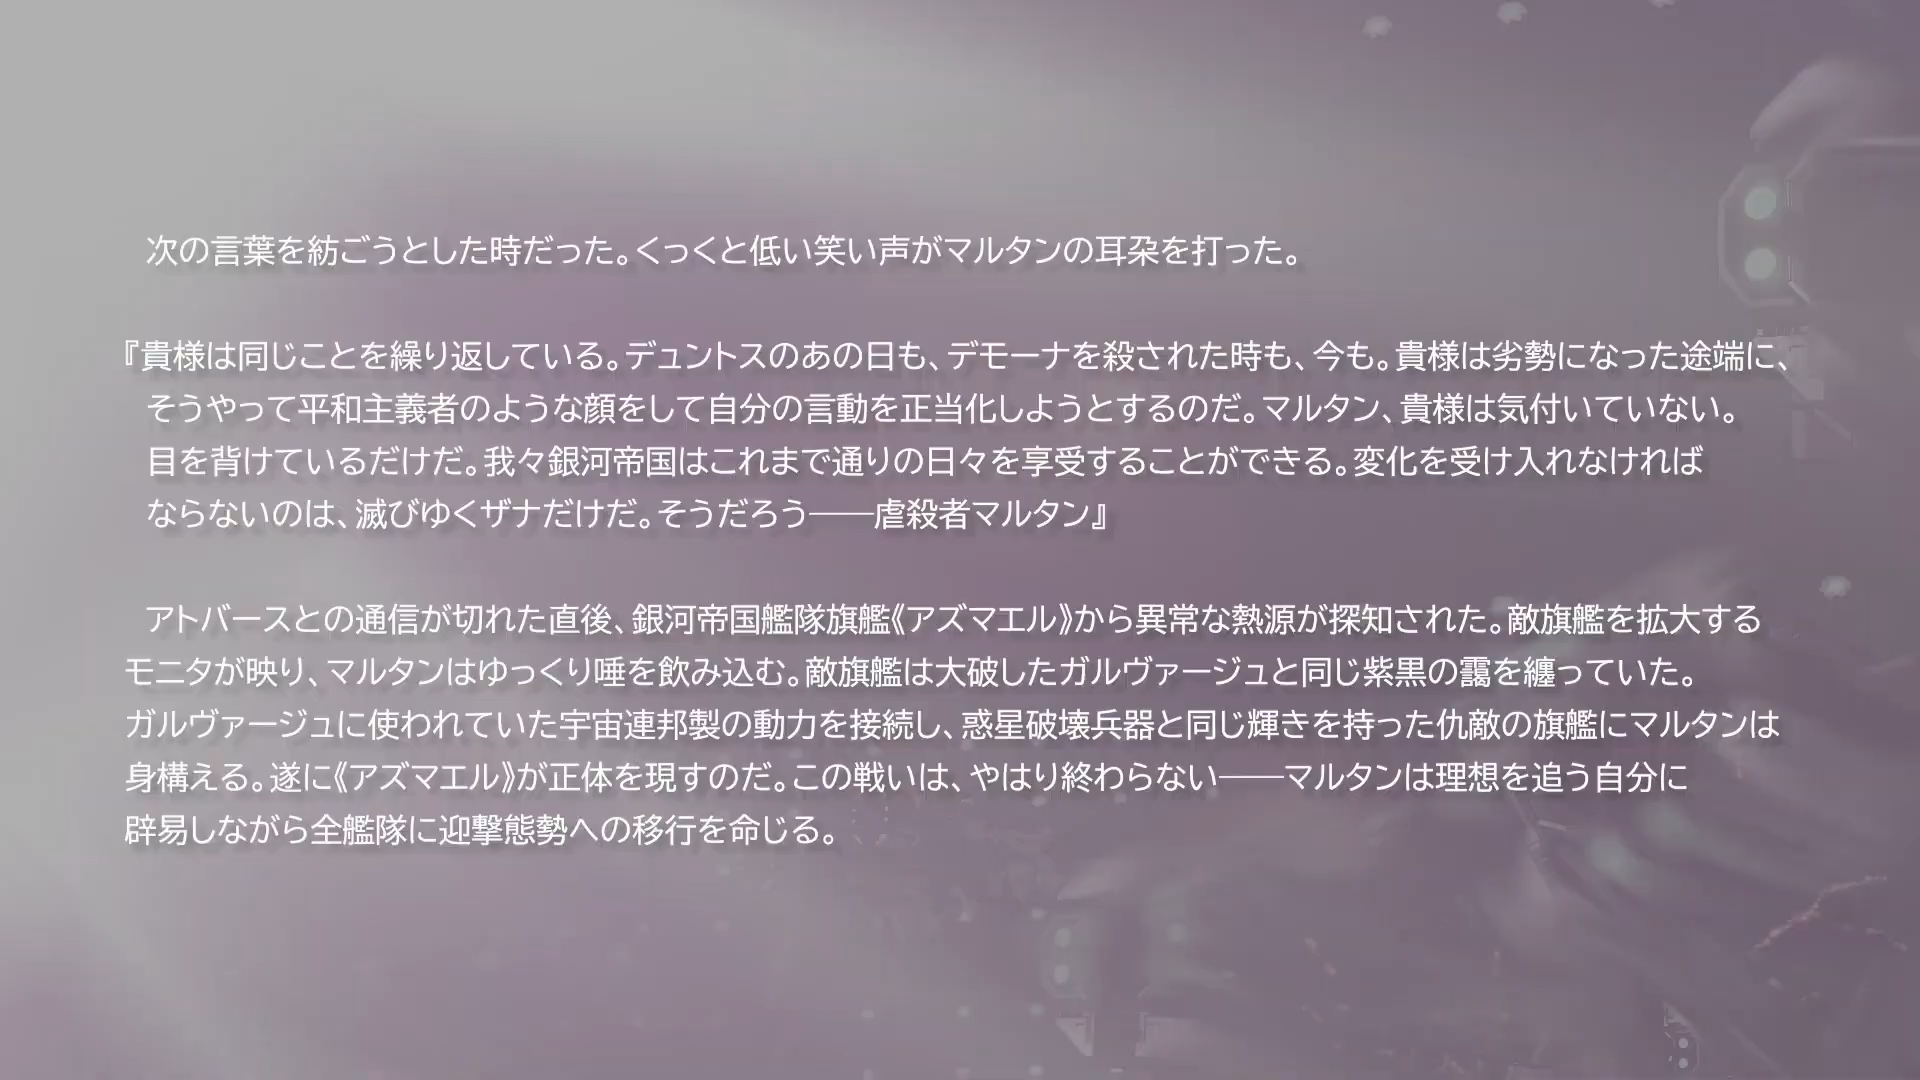 次の言葉を紡ごうとした時だった。くっくと低い笑い声がマルタンの耳朶を打った。
『貴様は同じことを繰り返している。デュントスのあの日も、デモーナを殺された時も、今も。貴様は劣勢になった途端に、
そうやって平和主義者のような顔をして自分の言動を正当化しようとするのだ。マルタン、貴様は気付いていない。
目を背けているだけだ。我々銀河帝国はこれまで通りの日々を享受することができる。変化を受け入れなければ
ならないのは、滅びゆくザナだけだ。そうだろう──虐殺者マルタン』
アトバースとの通信が切れた直後、銀河帝国艦隊旗艦《アズマエル》から異常な熱源が探知された。敵旗艦を拡大する
モニタが映り、マルタンはゆっくり唾を飲み込む。敵旗艦は大破したガルヴァージュと同じ紫黒の靄を纏っていた。
ガルヴァージュに使われていた宇宙連邦製の動力を接続し、惑星破壊兵器と同じ輝きを持った仇敵の旗艦にマルタンは
身構える。遂に《アズマエル》が正体を現すのだ。この戦いは、やはり終わらない──マルタンは理想を追う自分に
辟易しながら全艦隊に迎撃態勢への移行を命じる。